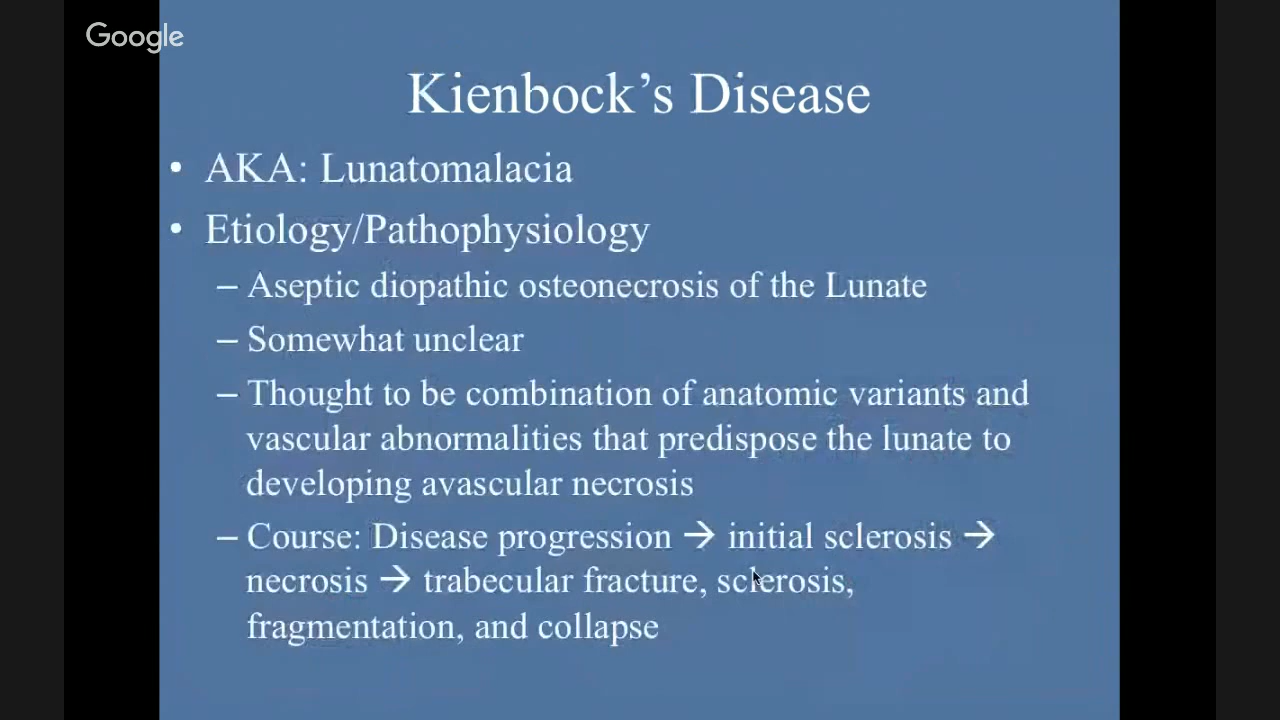 Google
Kienbock’s Disease
• AKA: Lunatomalacia
• Etiology/Pathophysiology
– Aseptic diopathic osteonecrosis of the Lunate
– Somewhat unclear
– Thought to be combination of anatomic variants and
vascular abnormalities that predispose the lunate to
developing avascular necrosis
– Course: Disease progression → initial sclerosis →
necrosis → trabecular fracture, sclerosis,
fragmentation, and collapse